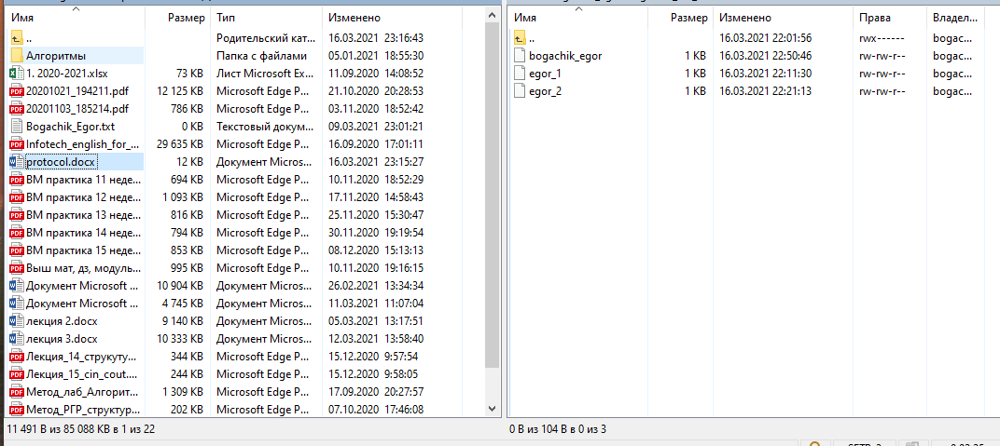 Имя Размер Тип Изменено
.. Родительский кат... 16.03.2021 23:16:43
Алгоритмы Папка с файлами 05.01.2021 18:55:30
1. 2020-2021.xlsx 73 KB Лист Microsoft Ex... 11.09.2020 14:08:52
20201021_194211.pdf 12 125 KB Microsoft Edge P... 21.10.2020 20:28:53
20201103_185214.pdf 786 KB Microsoft Edge P... 03.11.2020 18:52:42
Bogachik_Egor.txt 0 KB Текстовый докум... 09.03.2021 23:01:21
Infotech_english_for_... 29 635 KB Microsoft Edge P... 16.09.2020 17:01:11
protocol.docx 12 KB Документ Micros... 16.03.2021 23:15:27
ВМ практика 11 неде... 694 KB Microsoft Edge P... 10.11.2020 18:52:29
ВМ практика 12 неде... 1 093 KB Microsoft Edge P... 17.11.2020 14:58:43
ВМ практика 13 неде... 816 KB Microsoft Edge P... 25.11.2020 15:30:47
ВМ практика 14 неде... 794 KB Microsoft Edge P... 30.11.2020 19:19:54
ВМ практика 15 неде... 853 KB Microsoft Edge P... 08.12.2020 15:13:13
Выш мат, дз, модуль... 995 KB Microsoft Edge P... 10.11.2020 19:16:15
Документ Microsoft ... 10 904 KB Документ Micros... 26.02.2021 13:34:34
Документ Microsoft ... 4 745 KB Документ Micros... 11.03.2021 11:07:04
лекция 2.docx 9 140 KB Документ Micros... 05.03.2021 13:17:51
лекция 3.docx 10 333 KB Документ Micros... 12.03.2021 13:58:40
Лекция_14_струкуту... 344 KB Microsoft Edge P... 15.12.2020 9:57:54
Лекция_15_cin_cout.... 244 KB Microsoft Edge P... 15.12.2020 9:58:05
Метод_лаб_Алгорит... 1 309 KB Microsoft Edge P... 17.09.2020 20:27:57
Метод_РГР_структур... 202 KB Microsoft Edge P... 07.10.2020 17:46:08
11 491 B из 85 088 KB в 1 из 22
Имя Размер Изменено Права Владел...
.. 16.03.2021 22:01:56 rwx------ bogac...
bogachik_egor 1 KB 16.03.2021 22:50:46 rw-rw-r-- bogac...
egor_1 1 KB 16.03.2021 22:11:30 rw-rw-r-- bogac...
egor_2 1 KB 16.03.2021 22:21:13 rw-rw-r-- bogac...
0 B из 104 B в 0 из 3